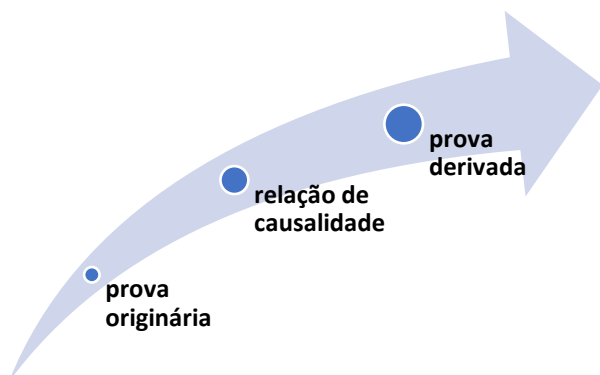 prova
derivada
relação de
causalidade
prova
originária